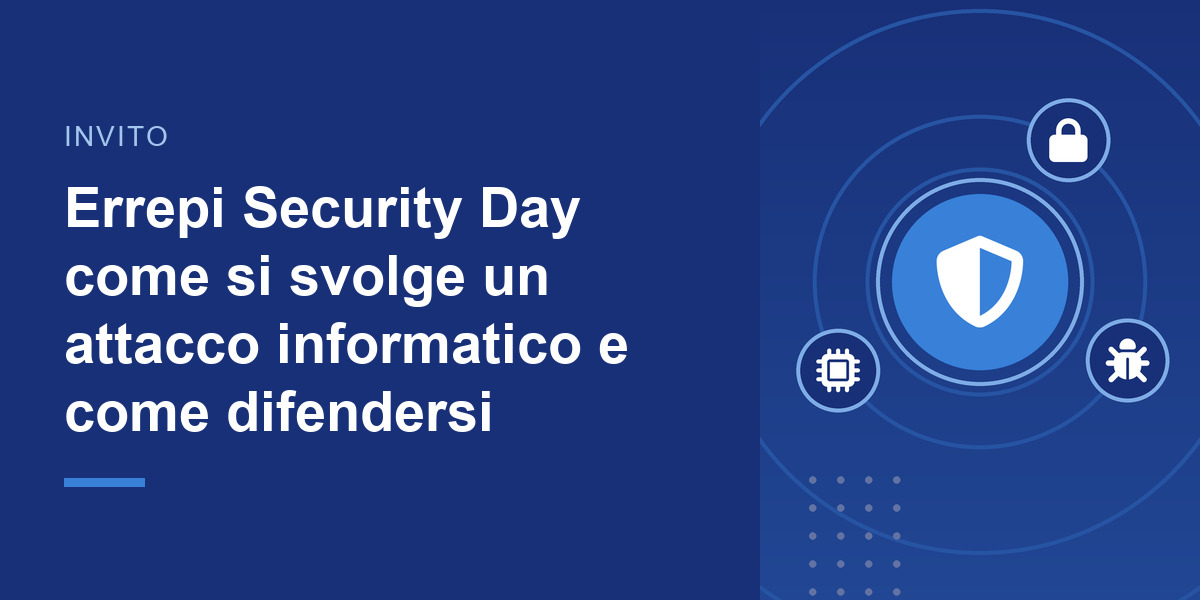 INVITO
Errepi Security Day
come si svolge un
attacco informatico e
come difendersi